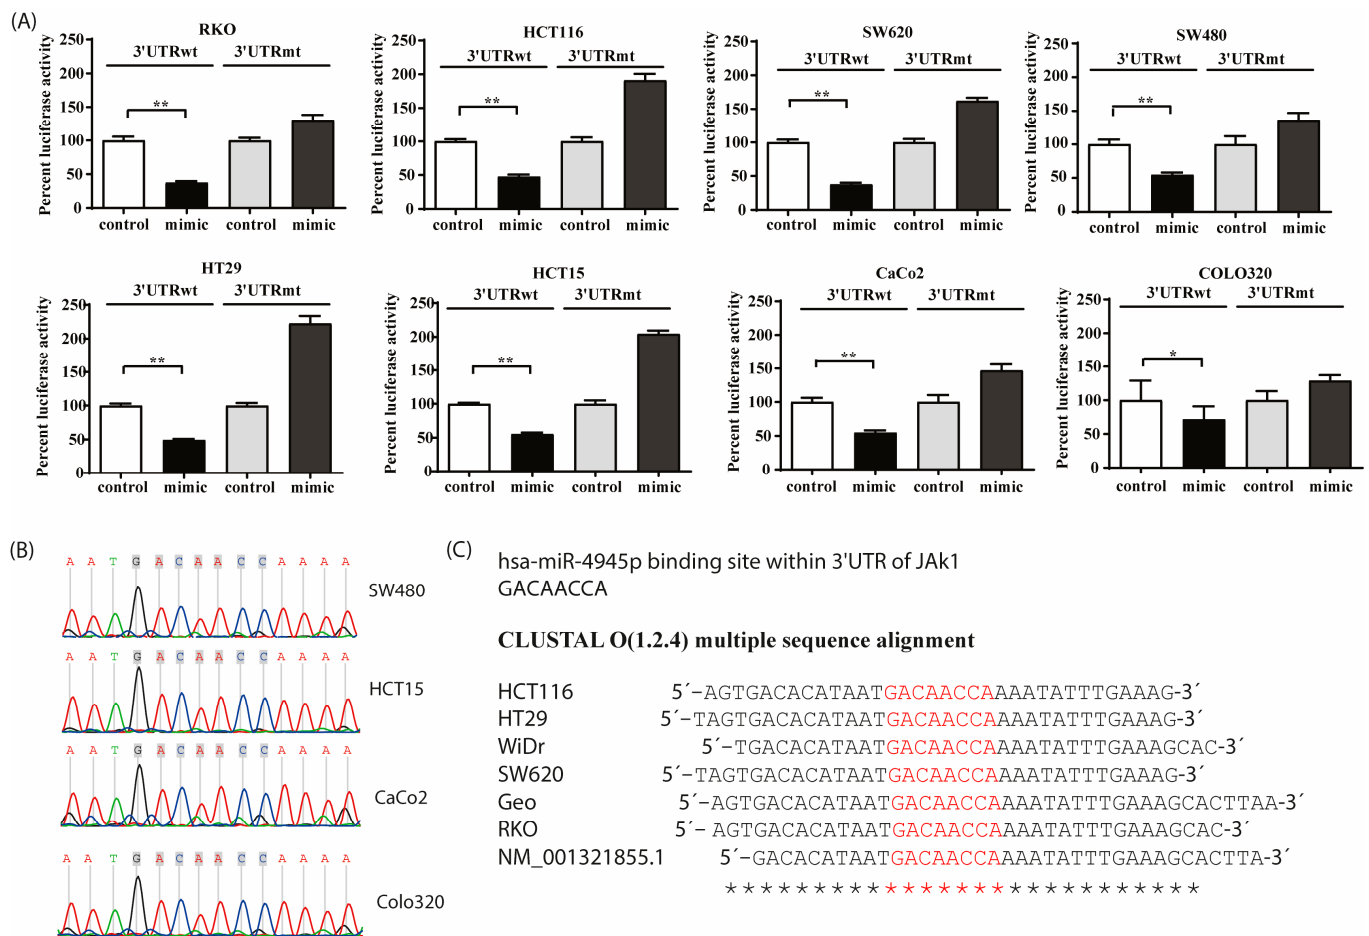 (A)
RKO
Percent luciferase activity
250
200
150
100
50
0
3'UTRwt 3'UTRmt
**
control mimic control mimic
HCT116
Percent luciferase activity
250
200
150
100
50
0
3'UTRwt 3'UTRmt
**
control mimic control mimic
SW620
Percent luciferase activity
250
200
150
100
50
0
3'UTRwt 3'UTRmt
**
control mimic control mimic
SW480
Percent luciferase activity
250
200
150
100
50
0
3'UTRwt 3'UTRmt
**
control mimic control mimic
HT29
Percent luciferase activity
250
200
150
100
50
0
3'UTRwt 3'UTRmt
**
control mimic control mimic
HCT15
Percent luciferase activity
250
200
150
100
50
0
3'UTRwt 3'UTRmt
**
control mimic control mimic
CaCo2
Percent luciferase activity
250
200
150
100
50
0
3'UTRwt 3'UTRmt
**
control mimic control mimic
COLO320
Percent luciferase activity
250
200
150
100
50
0
3'UTRwt 3'UTRmt
*
control mimic control mimic
(B)
A A T G A C A A C C A A A A
SW480
A A T G A C A A C C A A A A
HCT15
A A T G A C A A C C A A A A
CaCo2
A A T G A C A A C C A A A A
Colo320
(C)
hsa-miR-4945p binding site within 3'UTR of JAk1
GACAACCA
CLUSTAL O(1.2.4) multiple sequence alignment
HCT116 5´-AGTGACACATAATGACAACCAAAATATTTGAAAG-3´
HT29 5´-TAGTGACACATAATGACAACCAAAATATTTGAAAG-3´
WiDr 5´-TGACACATAATGACAACCAAAATATTTGAAAGCAC-3´
SW620 5´-TAGTGACACATAATGACAACCAAAATATTTGAAAG-3´
Geo 5´-AGTGACACATAATGACAACCAAAATATTTGAAAGCACTTAA-3´
RKO 5´- AGTGACACATAATGACAACCAAAATATTTGAAAGCAC-3´
NM_001321855.1 5´-GACACATAATGACAACCAAAATATTTGAAAGCACTTA-3´
****************************